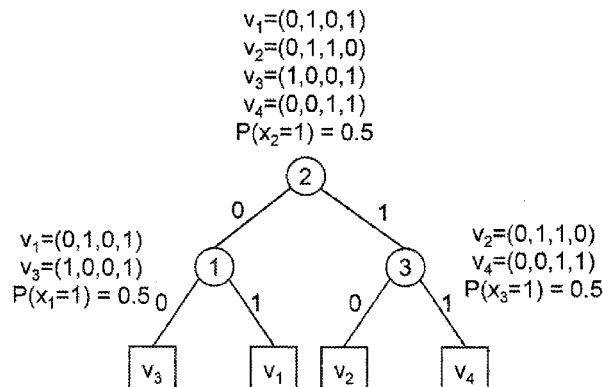 v₁=(0,1,0,1)
v₂=(0,1,1,0)
v₃=(1,0,0,1)
v₄=(0,0,1,1)
P(x₂=1) = 0.5
2
0
1
v₁=(0,1,0,1)
v₃=(1,0,0,1)
P(x₁=1) = 0.5
1
3
v₂=(0,1,1,0)
v₄=(0,0,1,1)
P(x₃=1) = 0.5
0
1
0
1
v₃
v₁
v₂
v₄